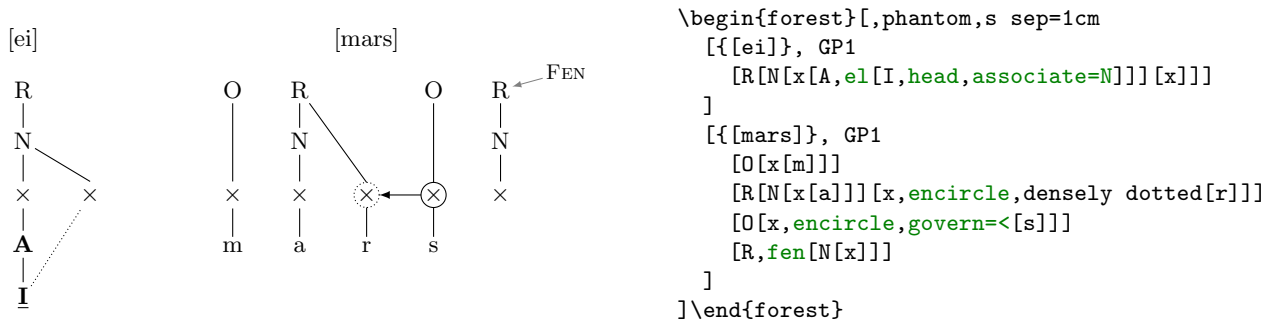 [ei] [mars]
R O R O R FEN
N N N
× × × × × × ×
A m a r s
I
\begin{forest}[,phantom,s sep=1cm
[{[ei]}, GP1
[R[N[x[A,el[I,head,associate=N]]][x]]]
]
[{[mars]}, GP1
[O[x[m]]]
[R[N[x[a]]][x,encircle,densely dotted[r]]]
[O[x,encircle,govern=<[s]]]
[R,fen[N[x]]]
]
]\end{forest}